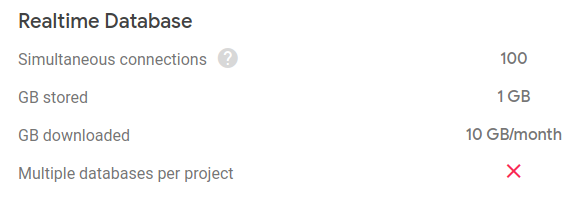 Realtime Database
Simultaneous connections ? 100
GB stored 1 GB
GB downloaded 10 GB/month
Multiple databases per project